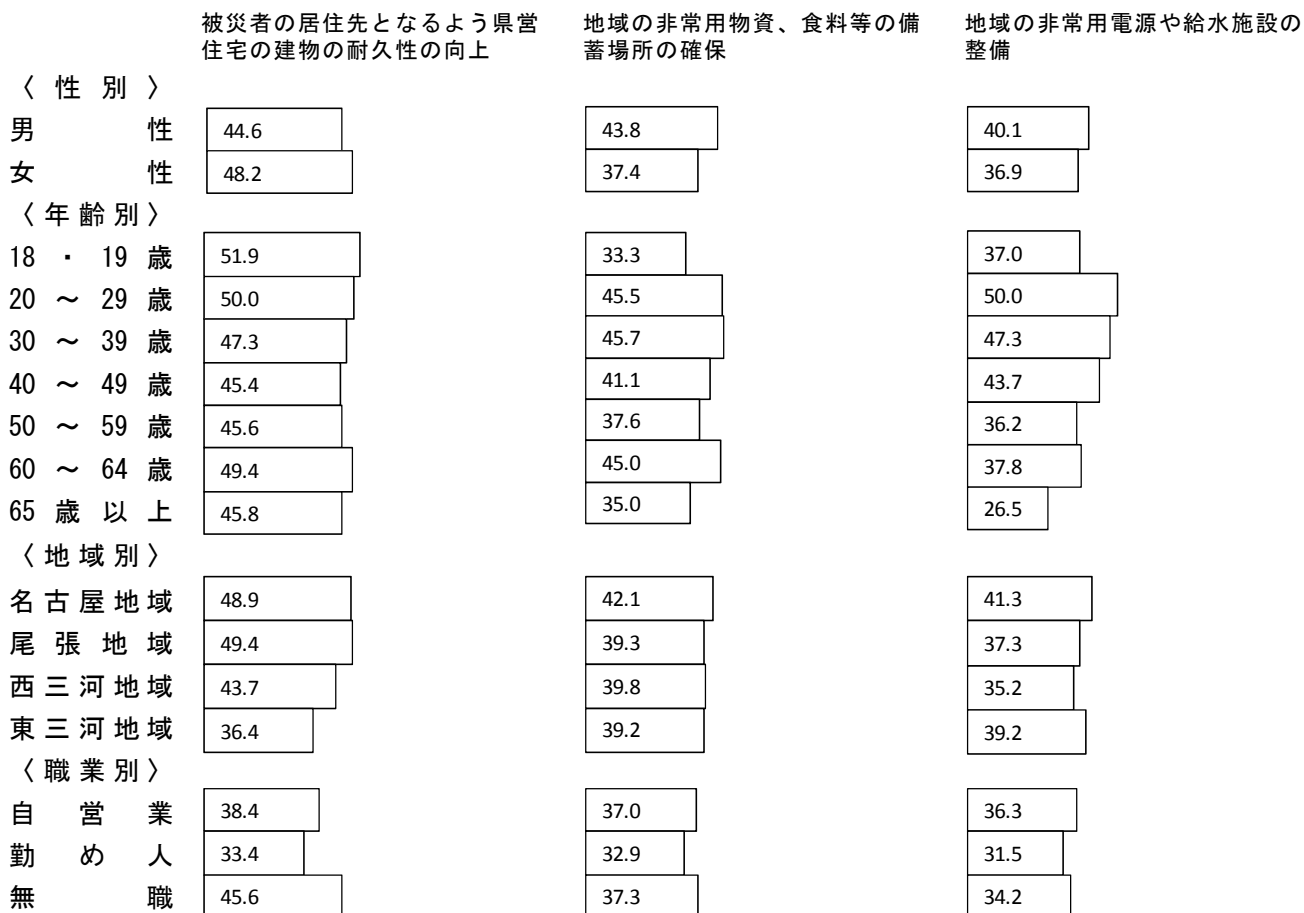 被災者の居住先となるよう県営住宅の建物の耐久性の向上
地域の非常用物資、食料等の備蓄場所の確保
地域の非常用電源や給水施設の整備
〈性別〉
男性 44.6 43.8 40.1
女性 48.2 37.4 36.9
〈年齢別〉
18・19歳 51.9 33.3 37.0
20～29歳 50.0 45.5 50.0
30～39歳 47.3 45.7 47.3
40～49歳 45.4 41.1 43.7
50～59歳 45.6 37.6 36.2
60～64歳 49.4 45.0 37.8
65歳以上 45.8 35.0 26.5
〈地域別〉
名古屋地域 48.9 42.1 41.3
尾張地域 49.4 39.3 37.3
西三河地域 43.7 39.8 35.2
東三河地域 36.4 39.2 39.2
〈職業別〉
自営業 38.4 37.0 36.3
勤め人 33.4 32.9 31.5
無職 45.6 37.3 34.2